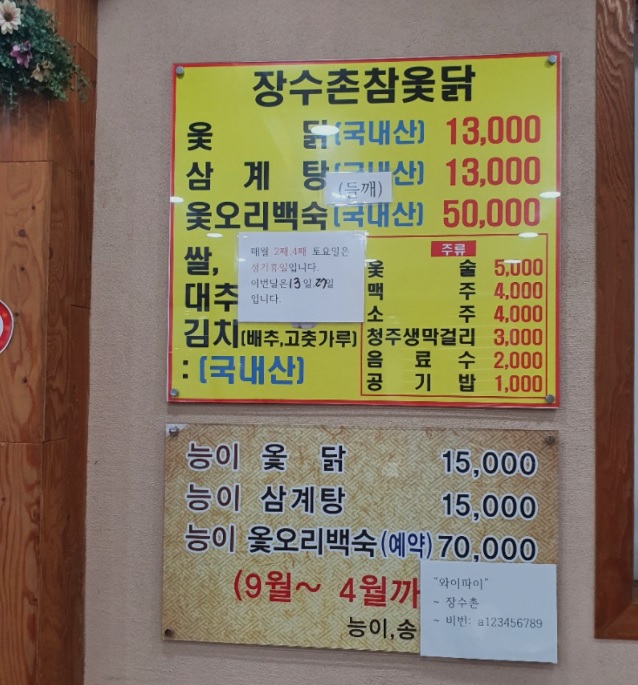 장수촌참옻닭
옻 닭(국내산) 13,000
삼 계 탕(국내산) 13,000
(들깨)
옻오리백숙(국내산) 50,000
쌀,
대추
김치(배추,고춧가루)
: (국내산)
매월 2째,4째 토요일은
정기휴일입니다.
이번달은 13일, 27일
입니다.
주류
옻 술 5,000
맥 주 4,000
소 주 4,000
청주생막걸리 3,000
음 료 수 2,000
공 기 밥 1,000
능이 옻 닭 15,000
능이 삼계탕 15,000
능이 옻오리백숙(예약) 70,000
(9월~ 4월까
능이,송
"와이파이"
~ 장수촌
~ 비번: a123456789